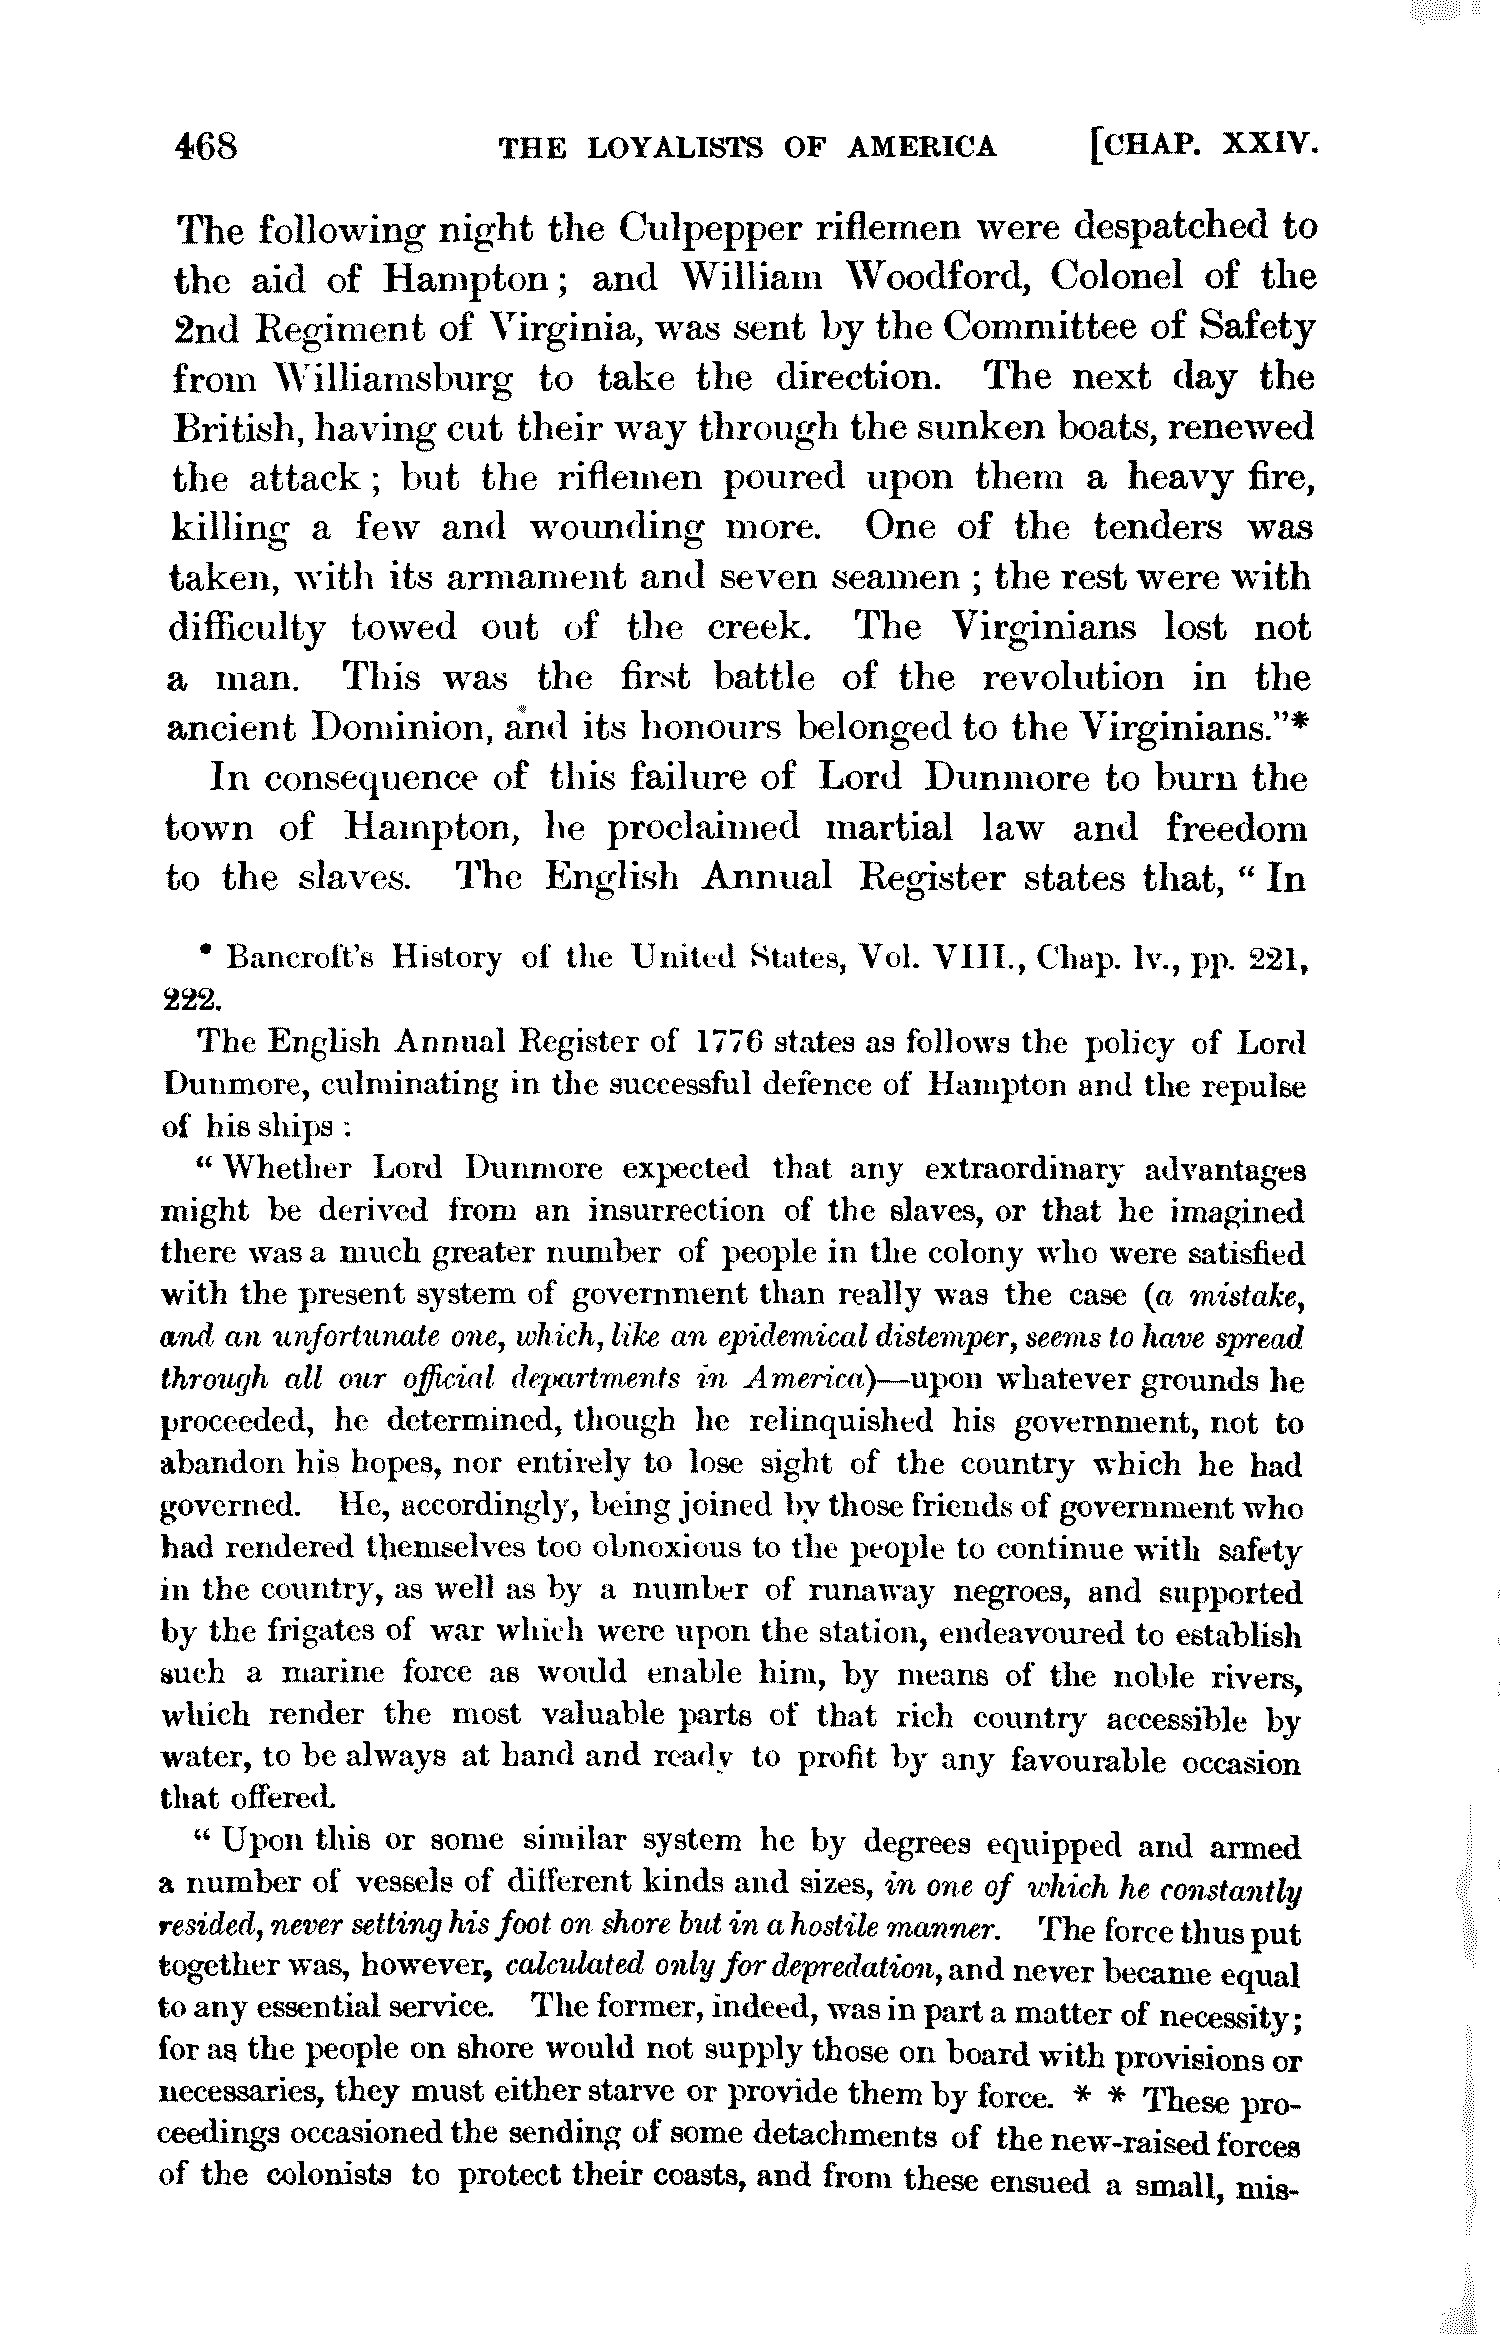 468 THE LOYALISTS OF AMERICA [CHAP. XXIV.
The following night the Culpepper riflemen were despatched to
the aid of Hampton; and William Woodford, Colonel of the
2nd Regiment of Virginia, was sent by the Committee of Safety
from Williamsburg to take the direction. The next day the
British, having cut their way through the sunken boats, renewed
the attack; but the riflemen poured upon them a heavy fire,
killing a few and wounding more. One of the tenders was
taken, with its armament and seven seamen; the rest were with
difficulty towed out of the creek. The Virginians lost not
a man. This was the first battle of the revolution in the
ancient Dominion, and its honours belonged to the Virginians."*
In consequence of this failure of Lord Dunmore to burn the
town of Hampton, he proclaimed martial law and freedom
to the slaves. The English Annual Register states that, "In
* Bancroft's History of the United States, Vol. VIII., Chap. lv., pp. 221,
222.
The English Annual Register of 1776 states as follows the policy of Lord
Dunmore, culminating in the successful defence of Hampton and the repulse
of his ships:
"Whether Lord Dunmore expected that any extraordinary advantages
might be derived from an insurrection of the slaves, or that he imagined
there was a much greater number of people in the colony who were satisfied
with the present system of government than really was the case (a mistake,
and an unfortunate one, which, like an epidemical distemper, seems to have spread
through all our official departments in America)—upon whatever grounds he
proceeded, he determined, though he relinquished his government, not to
abandon his hopes, nor entirely to lose sight of the country which he had
governed. He, accordingly, being joined by those friends of government who
had rendered themselves too obnoxious to the people to continue with safety
in the country, as well as by a number of runaway negroes, and supported
by the frigates of war which were upon the station, endeavoured to establish
such a marine force as would enable him, by means of the noble rivers,
which render the most valuable parts of that rich country accessible by
water, to be always at hand and ready to profit by any favourable occasion
that offered.
"Upon this or some similar system he by degrees equipped and armed
a number of vessels of different kinds and sizes, in one of which he constantly
resided, never setting his foot on shore but in a hostile manner. The force thus put
together was, however, calculated only for depredation, and never became equal
to any essential service. The former, indeed, was in part a matter of necessity;
for as the people on shore would not supply those on board with provisions or
necessaries, they must either starve or provide them by force. * * These pro-
ceedings occasioned the sending of some detachments of the new-raised forces
of the colonists to protect their coasts, and from these ensued a small, mis-